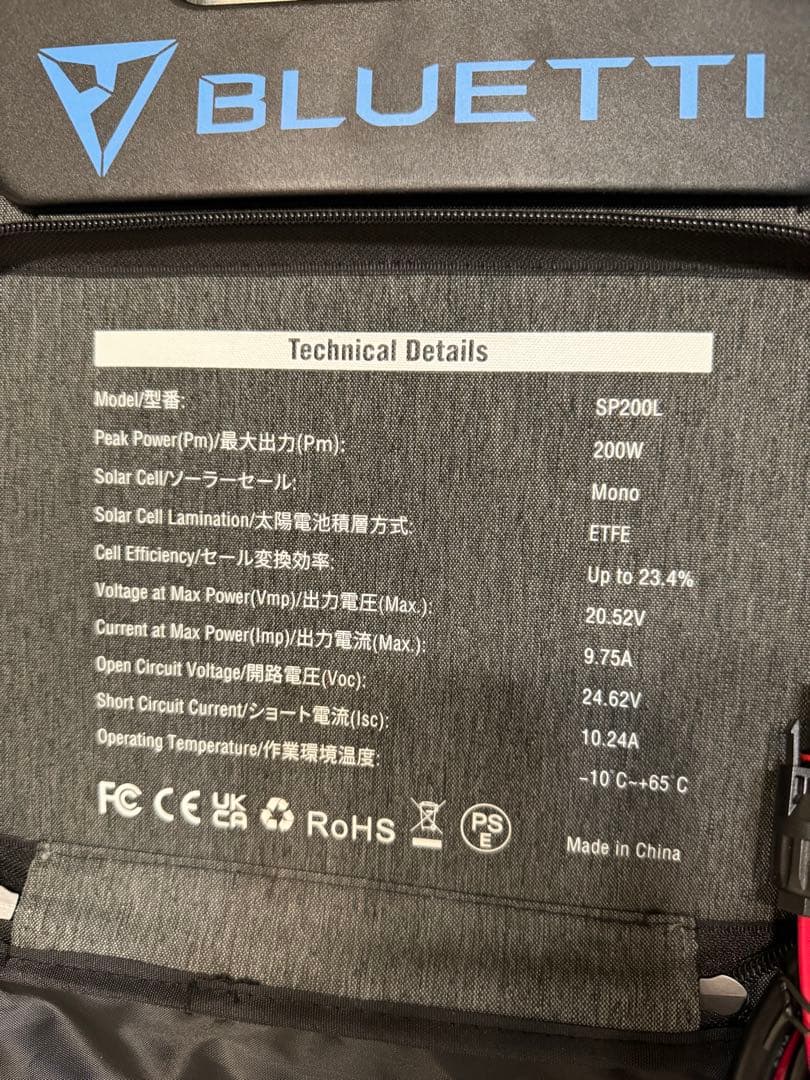 BLUETTI
Technical Details
Model/型番: SP200L
Peak Power(Pm)/最大出力(Pm): 200W
Solar Cell/ソーラーセール: Mono
Solar Cell Lamination/太陽電池積層方式: ETFE
Cell Efficiency/セール変換効率: Up to 23.4%
Voltage at Max Power(Vmp)/出力電圧(Max.): 20.52V
Current at Max Power(Imp)/出力電流(Max.): 9.75A
Open Circuit Voltage/開路電圧(Voc): 24.62V
Short Circuit Current/ショート電流(Isc): 10.24A
Operating Temperature/作業環境温度: -10°C~+65°C
FC CE UK CA RoHS PS E
Made in China